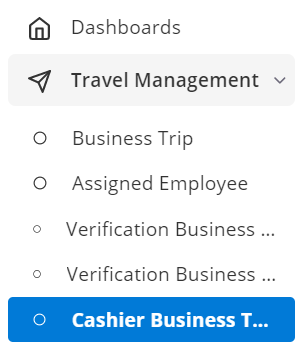 Dashboards
Travel Management
Business Trip
Assigned Employee
Verification Business ...
Verification Business ...
Cashier Business T...